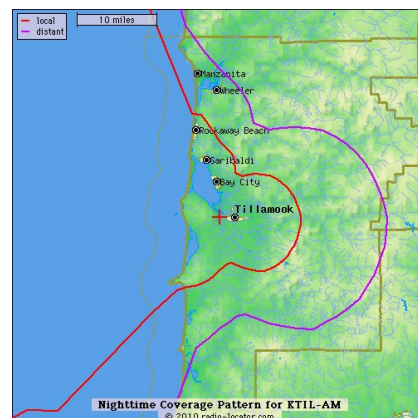 local
distant
10 miles
Manzanita
Wheeler
Rockaway Beach
Garibaldi
Bay City
Tillamook
Nighttime Coverage Pattern for KTIL-AM
© 2010 radio-locator.com